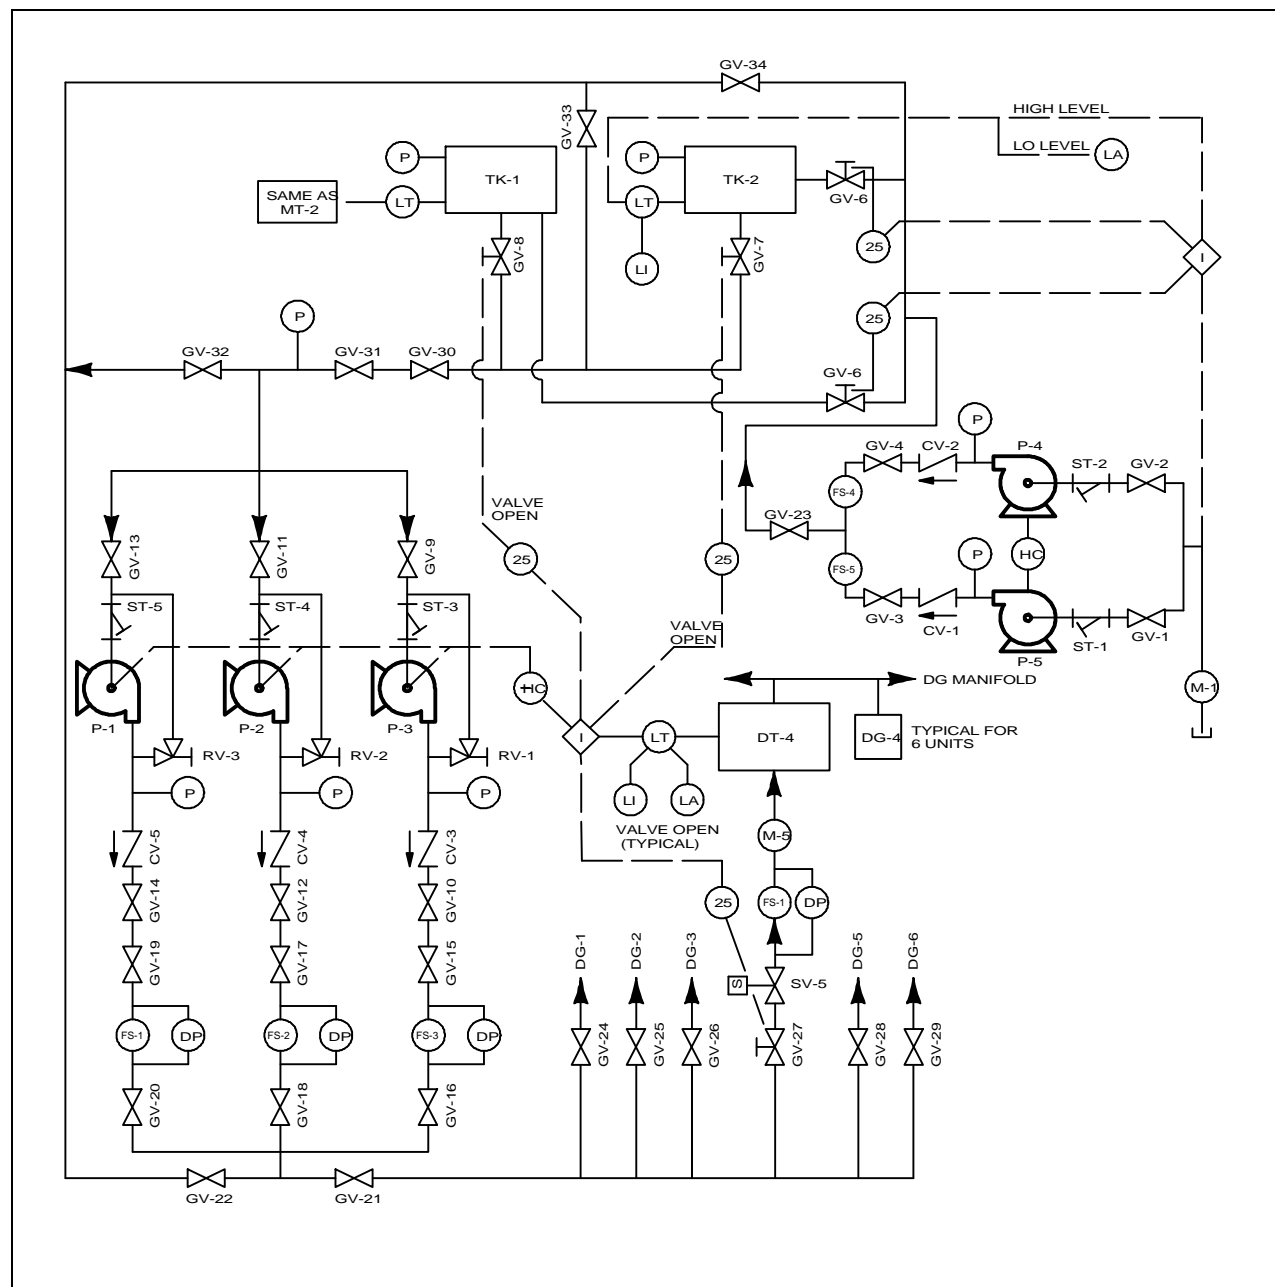 GV-34
GV-33
HIGH LEVEL
LO LEVEL
LA
P
TK-1
P
TK-2
SAME AS
MT-2
LT
LT
GV-6
GV-8
GV-7
25
LI
I
P
25
GV-32
GV-31
GV-30
GV-6
P
GV-4
CV-2
P-4
ST-2
GV-2
FS-4
VALVE
OPEN
GV-23
GV-13
GV-11
GV-9
25
25
P
HC
FS-5
GV-3
CV-1
P-5
ST-1
GV-1
ST-5
ST-4
ST-3
VALVE
OPEN
HC
DG MANIFOLD
M-1
P-1
P-2
P-3
I
LT
DT-4
DG-4
TYPICAL FOR
6 UNITS
RV-3
RV-2
RV-1
P
P
P
LI
LA
VALVE OPEN
(TYPICAL)
M-5
CV-5
CV-4
CV-3
GV-14
GV-12
GV-10
25
FS-1
DP
GV-19
GV-17
GV-15
DG-1
DG-2
DG-3
DG-5
DG-6
S
SV-5
FS-1
DP
FS-2
DP
FS-3
DP
GV-24
GV-25
GV-26
GV-27
GV-28
GV-29
GV-20
GV-18
GV-16
GV-22
GV-21